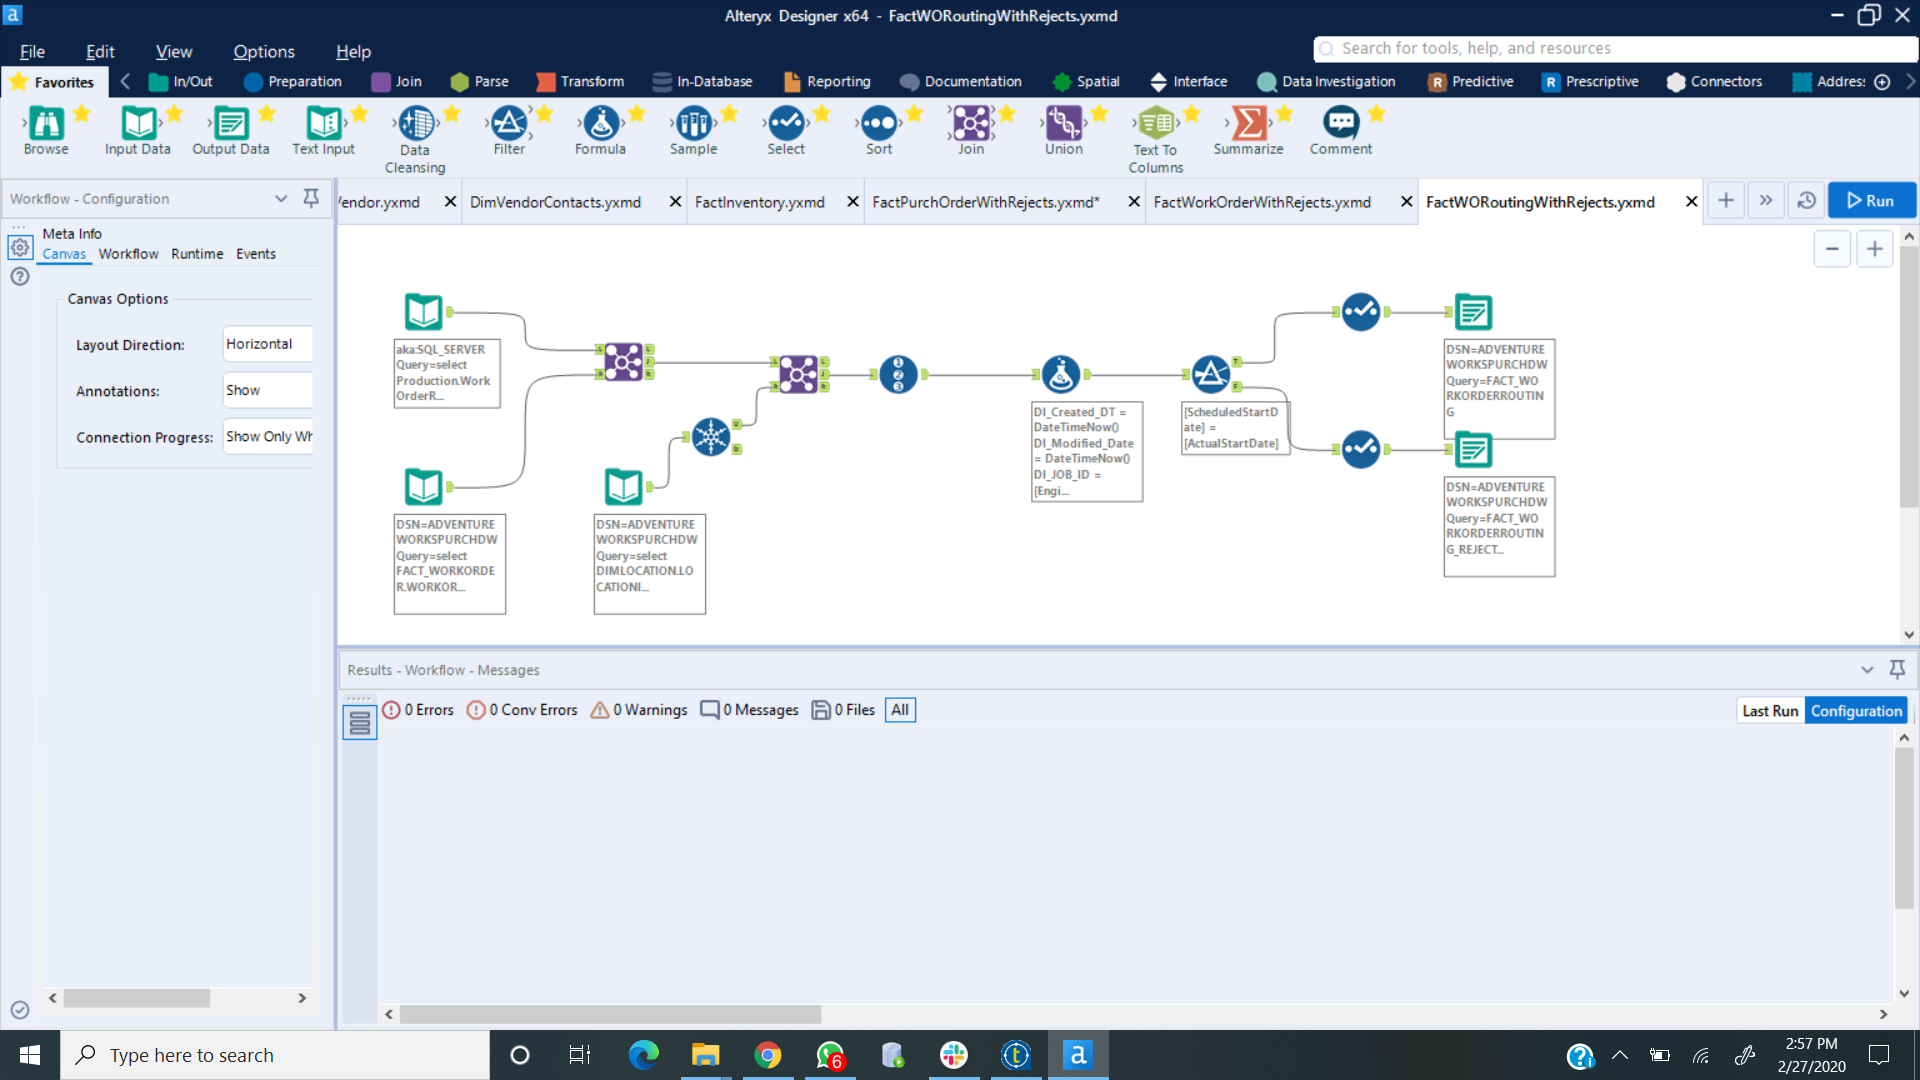 Alteryx Designer x64 - FactWORoutingWithRejects.yxmd
File Edit View Options Help
Search for tools, help, and resources
Favorites In/Out Preparation Join Parse Transform In-Database Reporting Documentation Spatial Interface Data Investigation Predictive Prescriptive Connectors Address
Browse Input Data Output Data Text Input Data Cleansing Filter Formula Sample Select Sort Join Union Text To Columns Summarize Comment
Workflow - Configuration
endor.yxmd DimVendorContacts.yxmd FactInventory.yxmd FactPurchOrderWithRejects.yxmd* FactWorkOrderWithRejects.yxmd FactWORoutingWithRejects.yxmd Run
Meta Info
Canvas Workflow Runtime Events
Canvas Options
Layout Direction: Horizontal
Annotations: Show
Connection Progress: Show Only Wh
aka:SQL_SERVER
Query=select
Production.Work
OrderR...
DSN=ADVENTURE
WORKSPURCHDW
Query=select
FACT_WORKORDE
R.WORKOR...
DSN=ADVENTURE
WORKSPURCHDW
Query=select
DIMLOCATION.LO
CATIONI...
DI_Created_DT =
DateTimeNow()
DI_Modified_Date
= DateTimeNow()
DI_JOB_ID =
[Engi...
[ScheduledStartD
ate] =
[ActualStartDate]
DSN=ADVENTURE
WORKSPURCHDW
Query=FACT_WO
RKORDERROUTIN
G
DSN=ADVENTURE
WORKSPURCHDW
Query=FACT_WO
RKORDERROUTIN
G_REJECT...
Results - Workflow - Messages
0 Errors 0 Conv Errors 0 Warnings 0 Messages 0 Files All
Last Run Configuration
Type here to search
6
2:57 PM
2/27/2020